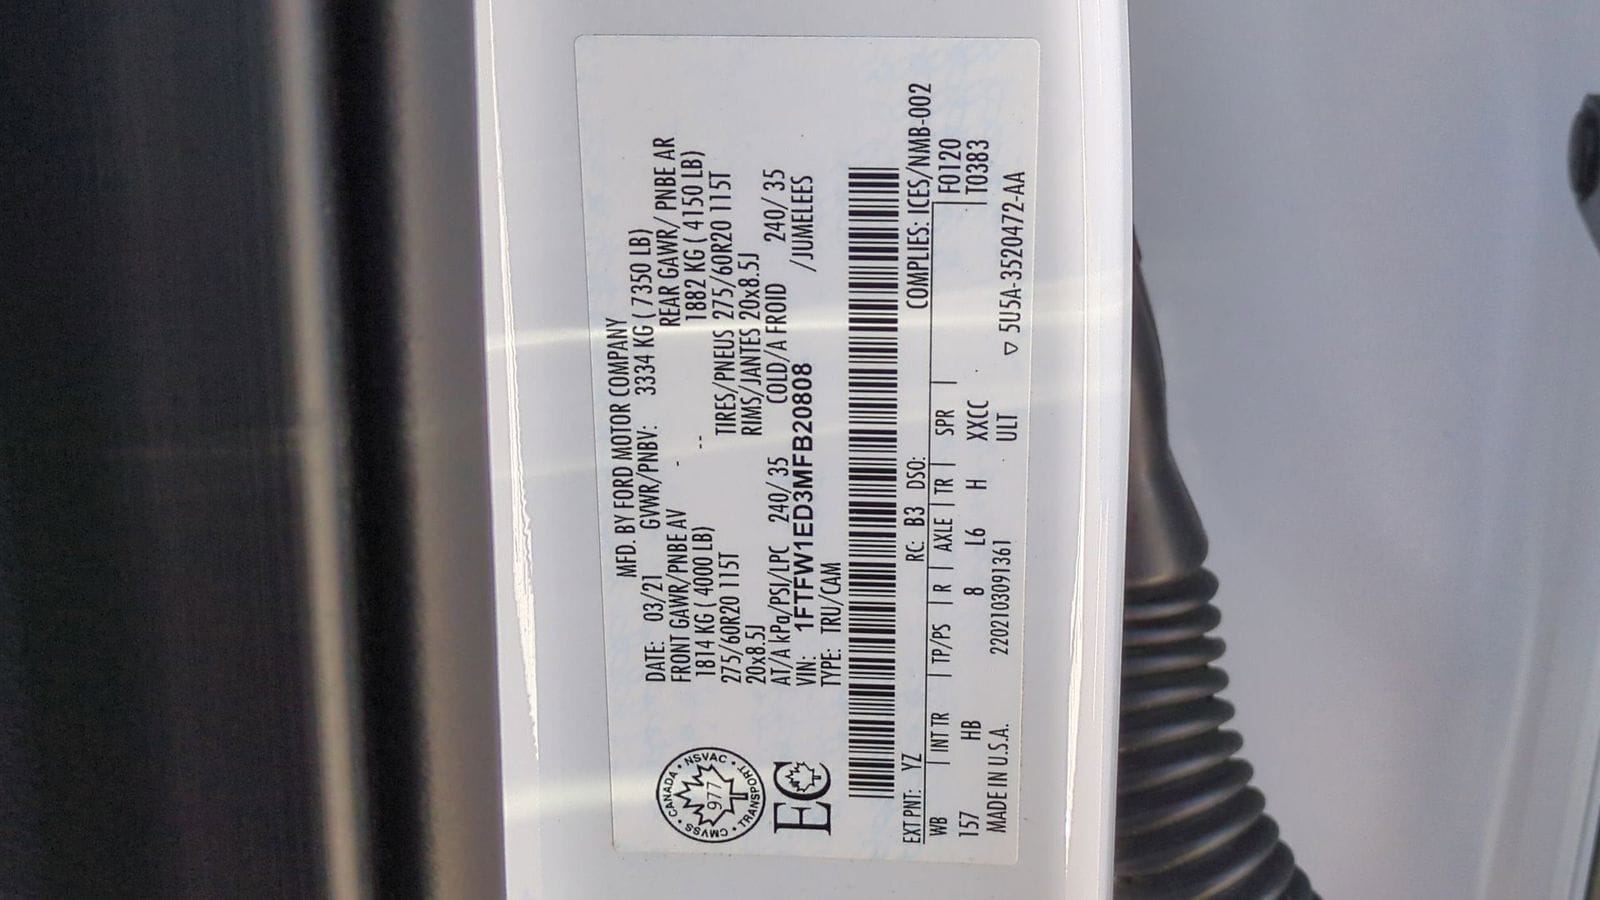 MFD. BY FORD MOTOR COMPANY
DATE: 03/21 GVWR/PNBV: 3334 KG ( 7350 LB)
FRONT GAWR/PNBE AV - REAR GAWR/ PNBE AR
1814 KG ( 4000 LB) -- 1882 KG ( 4150 LB)
275/60R20 115T TIRES/PNEUS 275/60R20 115T
20x8.5J RIMS/JANTES 20x8.5J
AT/A kPa/PSI/LPC 240/ 35 COLD/A FROID 240/ 35
VIN: 1FTFW1ED3MFB20808 /JUMELEES
TYPE: TRU/CAM
CMVSS • CANADA • NSVAC • TRANSPORT •
977
EC
COMPLIES: ICES/NMB-002
EXT PNT: YZ RC: B3 DSO: F0120
WB | INT TR | TP/PS | R | AXLE | TR | SPR | T0383
157 HB 8 L6 H XXCC
MADE IN U.S.A. 2202103091361 ULT ▽ 5U5A-3520472-AA